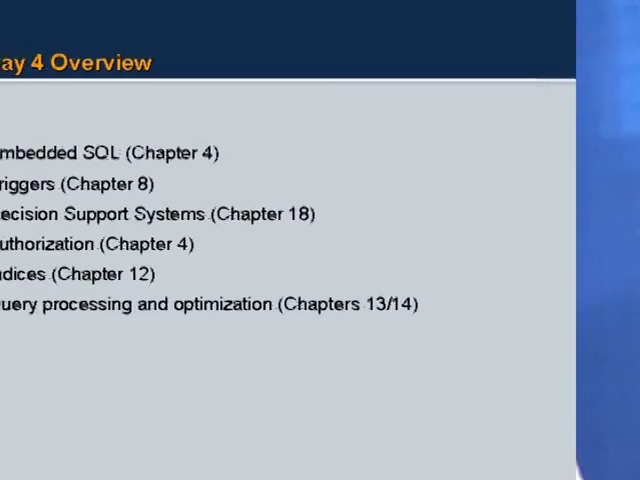 ay 4 Overview
mbedded SQL (Chapter 4)
riggers (Chapter 8)
ecision Support Systems (Chapter 18)
uthorization (Chapter 4)
dices (Chapter 12)
uery processing and optimization (Chapters 13/14)